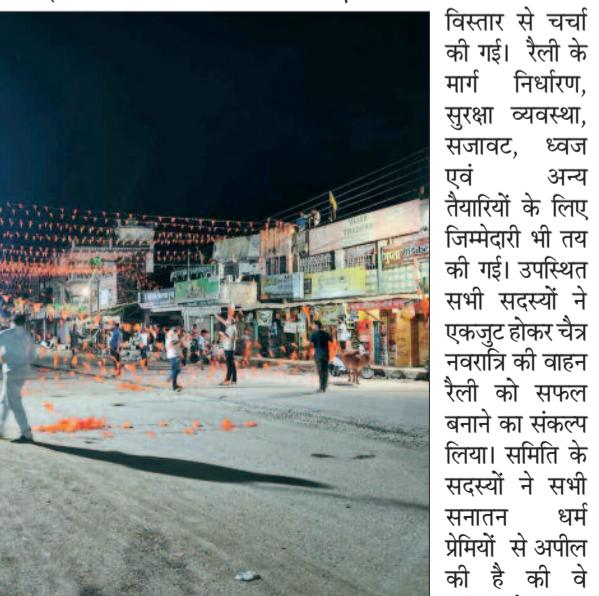 विस्तार से चर्चा
की गई। रैली के
मार्ग निर्धारण,
सुरक्षा व्यवस्था,
सजावट, ध्वज
एवं अन्य
तैयारियों के लिए
जिम्मेदारी भी तय
की गई। उपस्थित
सभी सदस्यों ने
एकजुट होकर चैत्र
नवरात्रि की वाहन
रैली को सफल
बनाने का संकल्प
लिया। समिति के
सदस्यों ने सभी
सनातन धर्म
प्रेमियों से अपील
की है की वे